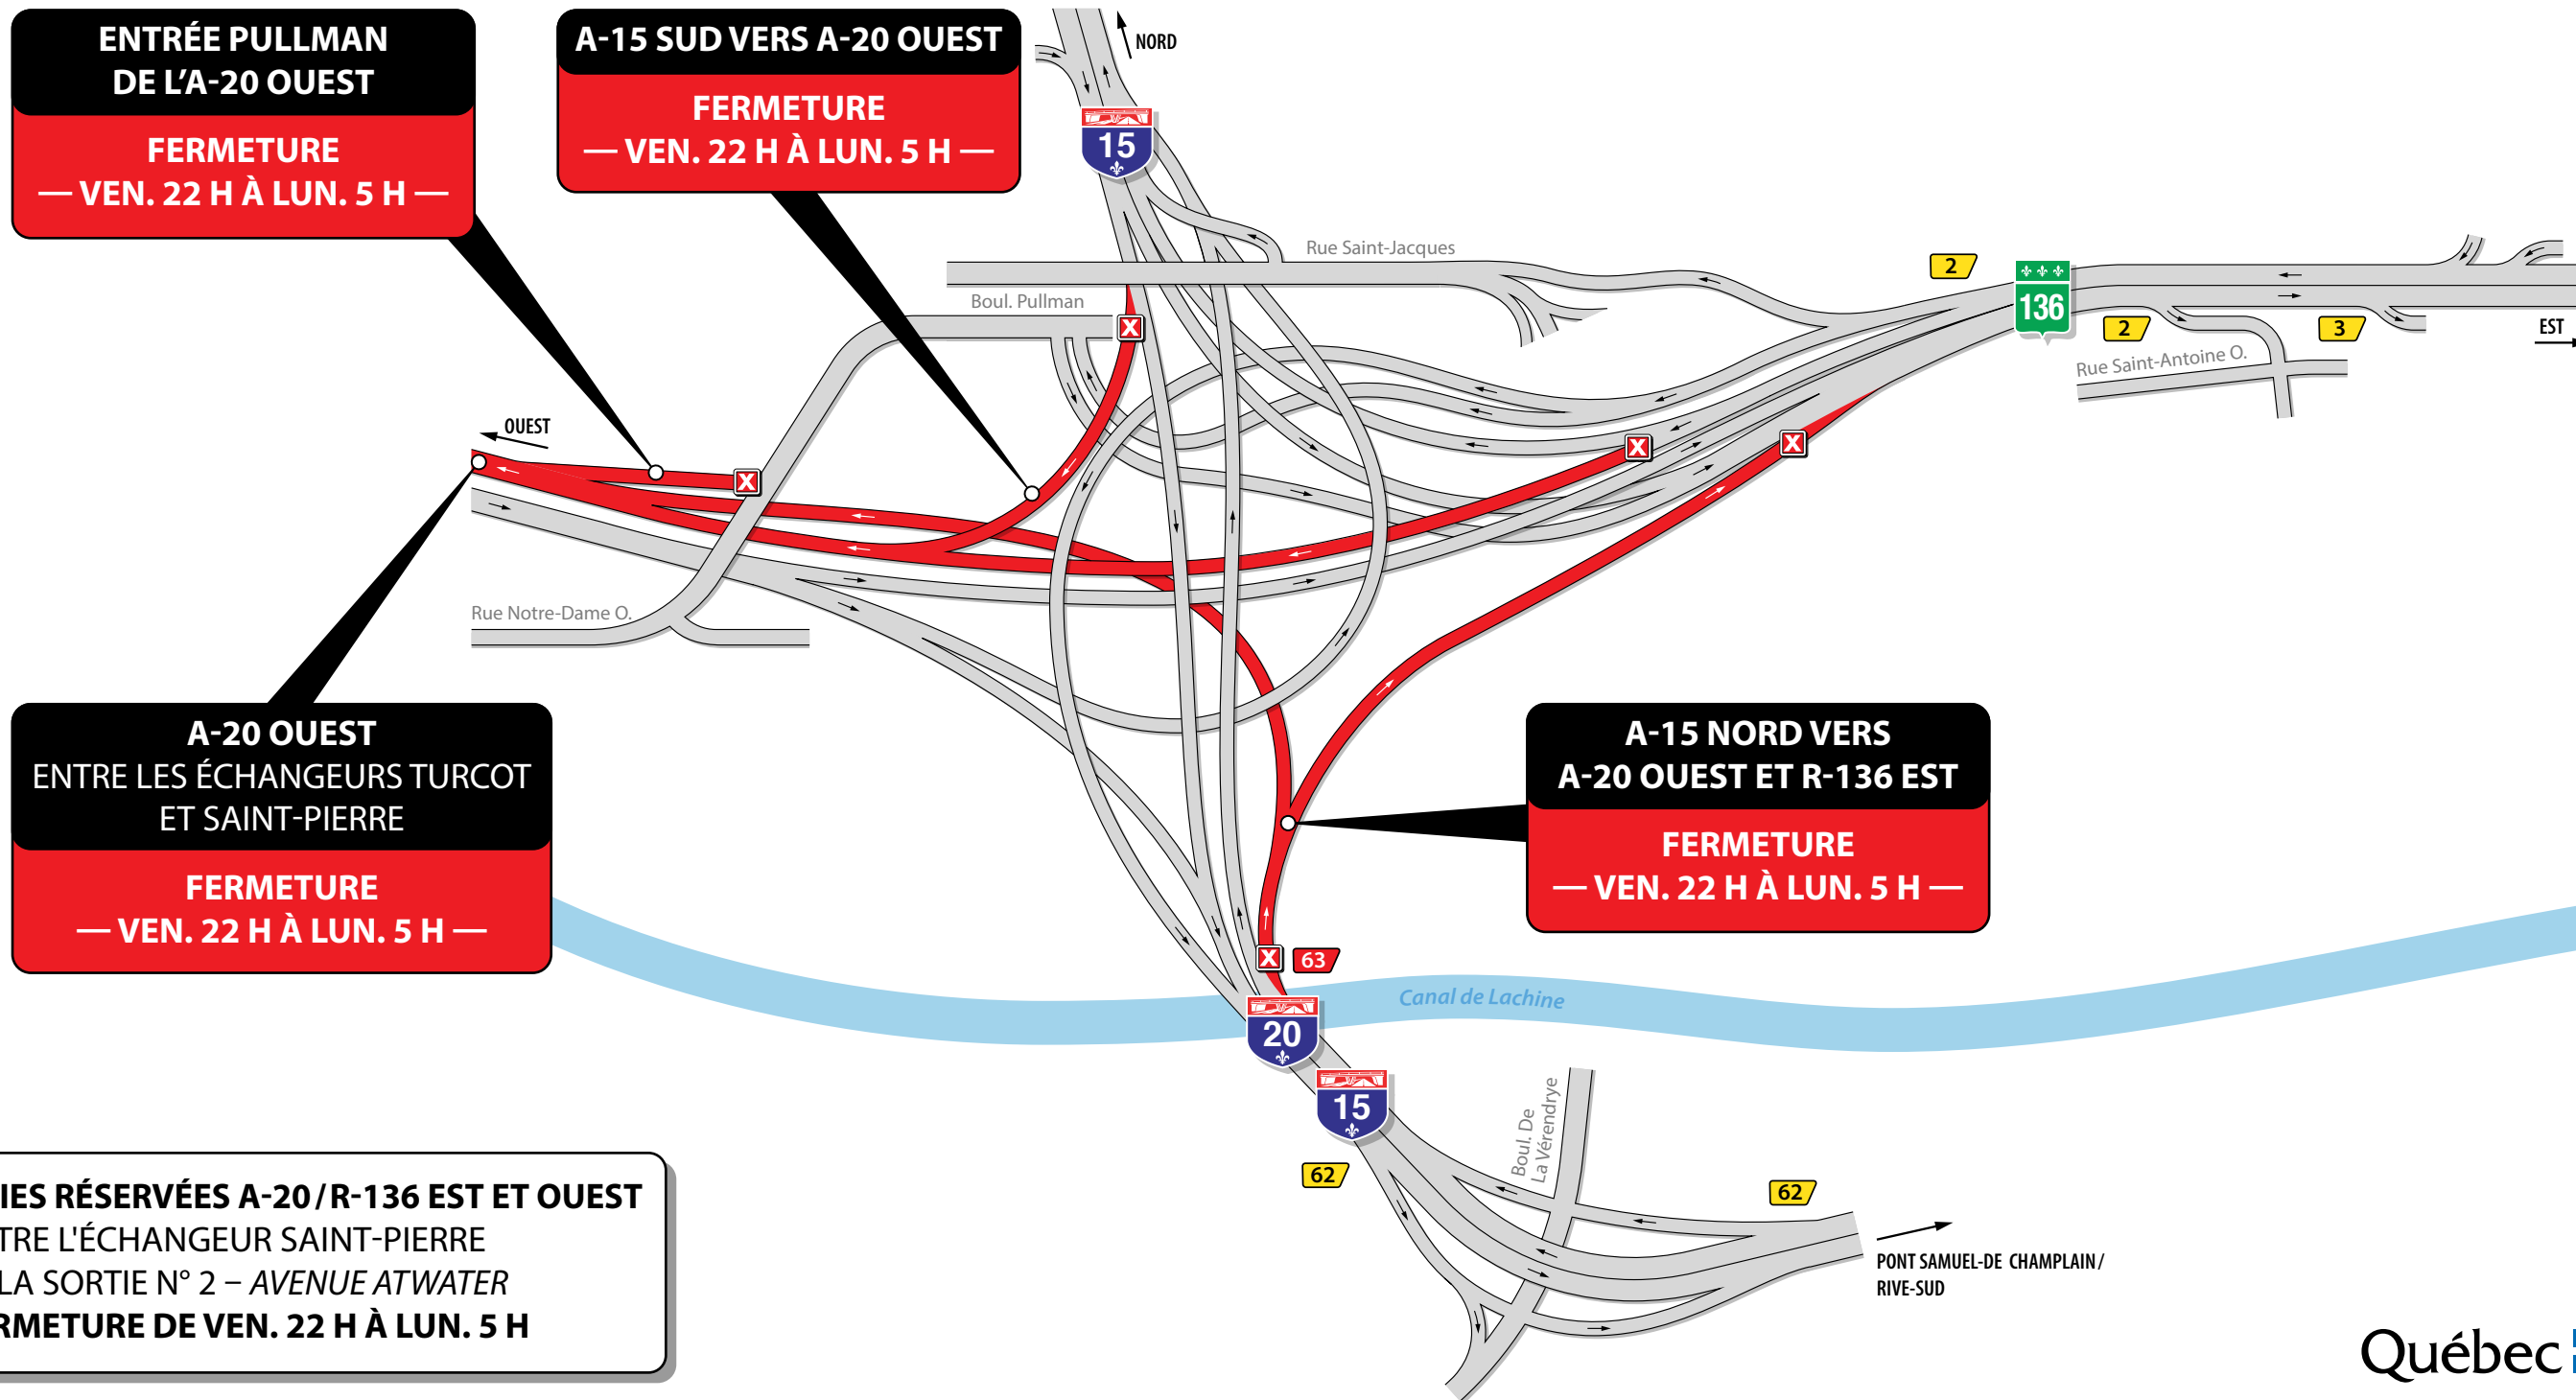 ENTRÉE PULLMAN
DE L'A-20 OUEST
FERMETURE
— VEN. 22 H À LUN. 5 H —
A-15 SUD VERS A-20 OUEST
FERMETURE
— VEN. 22 H À LUN. 5 H —
NORD
15
Rue Saint-Jacques
Boul. Pullman
2
136
2
3
EST
Rue Saint-Antoine O.
X
X
X
X
OUEST
Rue Notre-Dame O.
A-20 OUEST
ENTRE LES ÉCHANGEURS TURCOT
ET SAINT-PIERRE
FERMETURE
— VEN. 22 H À LUN. 5 H —
A-15 NORD VERS
A-20 OUEST ET R-136 EST
FERMETURE
— VEN. 22 H À LUN. 5 H —
X
63
Canal de Lachine
20
15
Boul. De
La Vérendrye
62
62
PONT SAMUEL-DE CHAMPLAIN/
RIVE-SUD
IES RÉSERVÉES A-20/R-136 EST ET OUEST
TRE L'ÉCHANGEUR SAINT-PIERRE
LA SORTIE N° 2 – AVENUE ATWATER
RMETURE DE VEN. 22 H À LUN. 5 H
Québec